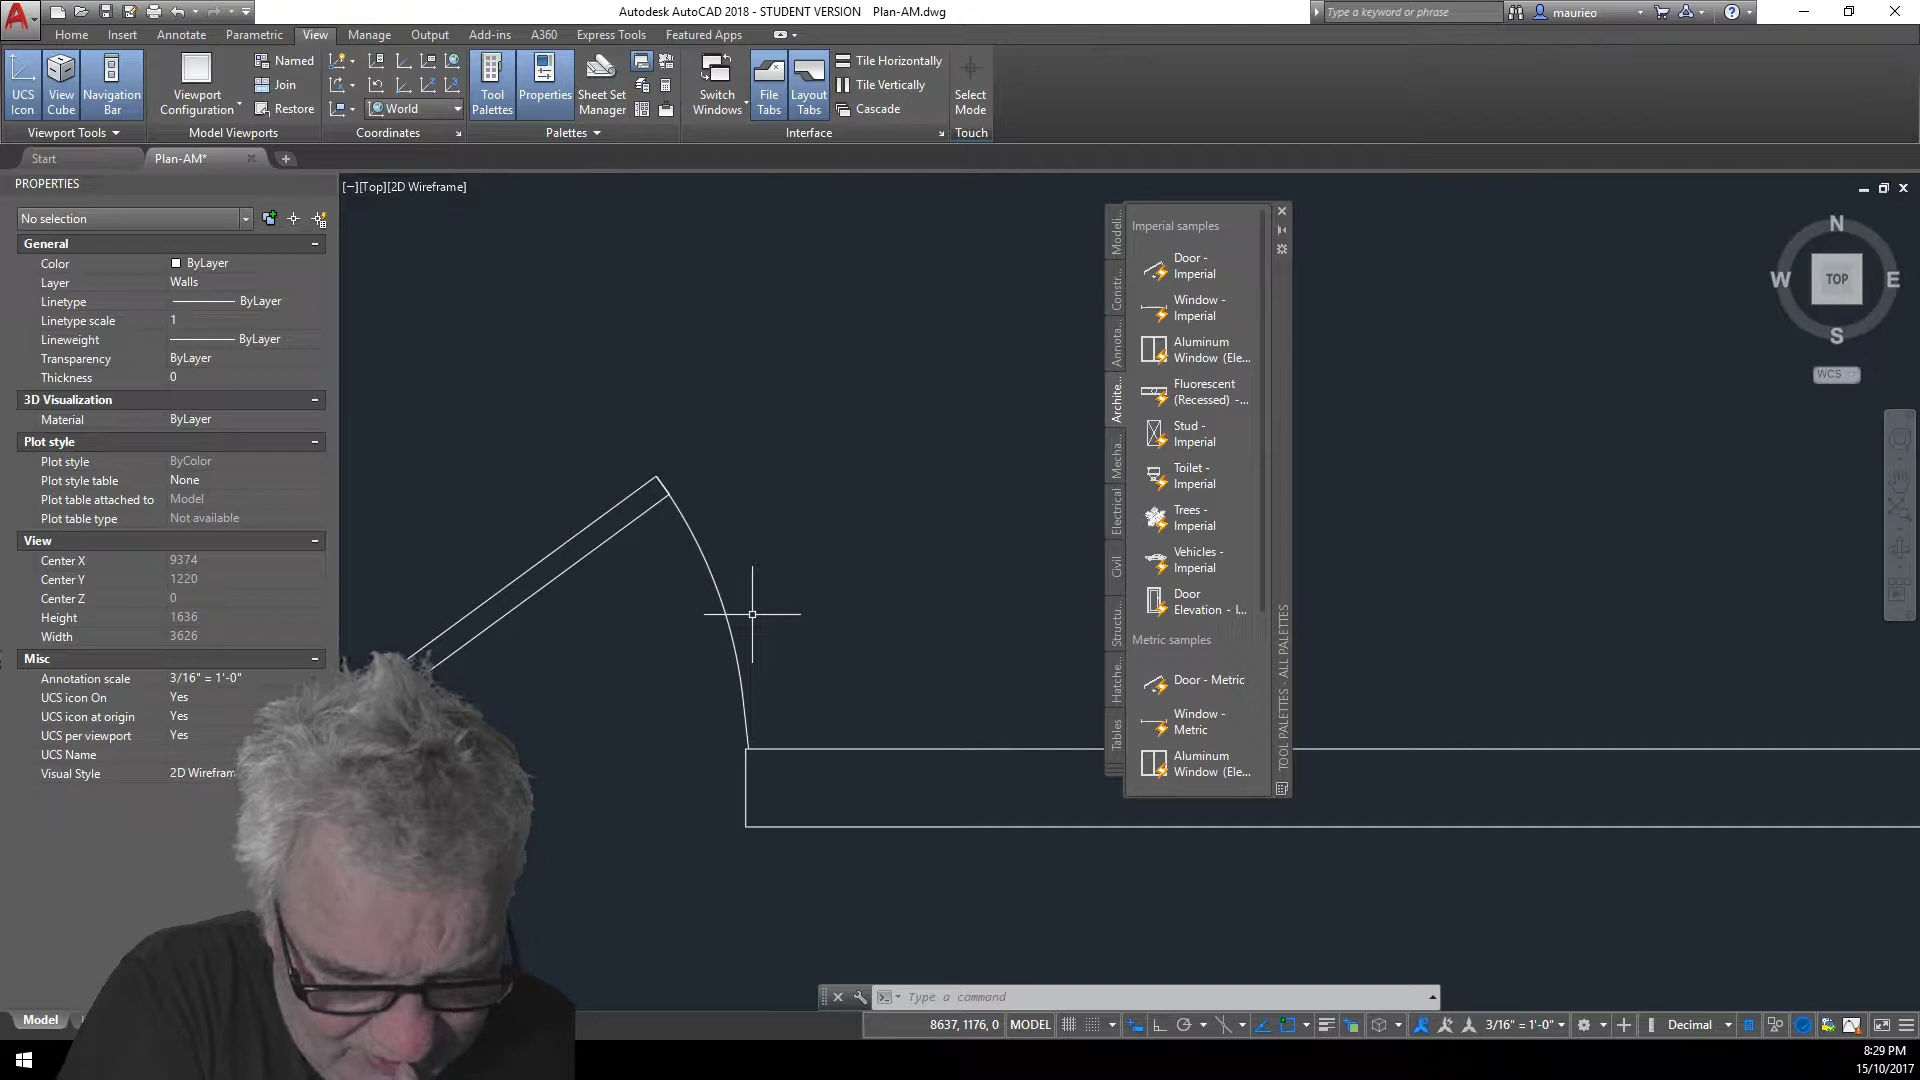 Autodesk AutoCAD 2018 - STUDENT VERSION Plan-AM.dwg
Type a keyword or phrase
maurieo
Home Insert Annotate Parametric View Manage Output Add-ins A360 Express Tools Featured Apps
UCS Icon
View Cube
Navigation Bar
Viewport Tools
Viewport Configuration
Named
Join
Restore
Model Viewports
World
Coordinates
Tool Palettes
Properties
Sheet Set Manager
Palettes
Switch Windows
File Tabs
Layout Tabs
Tile Horizontally
Tile Vertically
Cascade
Interface
Select Mode
Touch
Start
Plan-AM*
PROPERTIES
[−][Top][2D Wireframe]
No selection
General
Color ByLayer
Layer Walls
Linetype ByLayer
Linetype scale 1
Lineweight ByLayer
Transparency ByLayer
Thickness 0
3D Visualization
Material ByLayer
Plot style
Plot style ByColor
Plot style table None
Plot table attached to Model
Plot table type Not available
View
Center X 9374
Center Y 1220
Center Z 0
Height 1636
Width 3626
Misc
Annotation scale 3/16" = 1'-0"
UCS icon On Yes
UCS icon at origin Yes
UCS per viewport Yes
UCS Name
Visual Style 2D Wirefram
Modeli...
Constr...
Annota...
Archite...
Mecha...
Electrical
Civil
Structu...
Hatche...
Tables
Imperial samples
Door -
Imperial
Window -
Imperial
Aluminum
Window (Ele...
Fluorescent
(Recessed) -...
Stud -
Imperial
Toilet -
Imperial
Trees -
Imperial
Vehicles -
Imperial
Door
Elevation - I...
Metric samples
Door - Metric
Window -
Metric
Aluminum
Window (Ele...
TOOL PALETTES - ALL PALETTES
N
W TOP E
S
WCS
Type a command
Model
8637, 1176, 0 MODEL 3/16" = 1'-0" Decimal
8:29 PM
15/10/2017